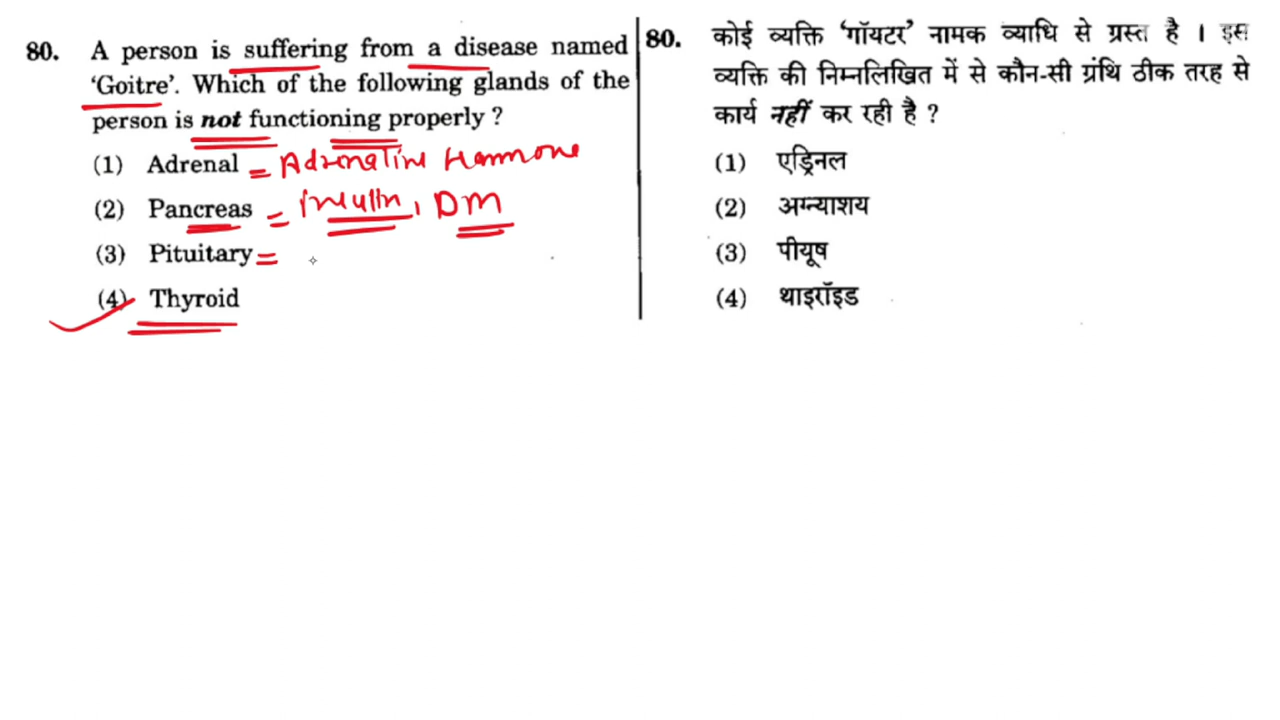 80. A person is suffering from a disease named
'Goitre'. Which of the following glands of the
person is not functioning properly ?
(1) Adrenal = Adrenaline Hormone
(2) Pancreas = Insulin, DM
(3) Pituitary =
(4) Thyroid
80. कोई व्यक्ति 'गॉयटर' नामक व्याधि से ग्रस्त है । इस
व्यक्ति की निम्नलिखित में से कौन-सी ग्रंथि ठीक तरह से
कार्य नहीं कर रही है ?
(1) एड्रिनल
(2) अग्न्याशय
(3) पीयूष
(4) थाइरॉइड